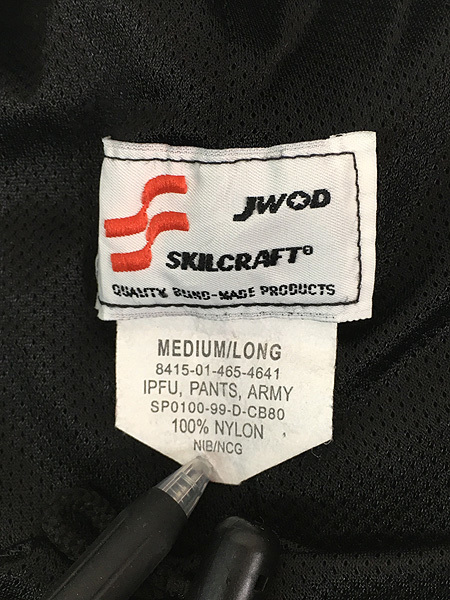 JWOD
SKILCRAFT®
QUALITY BLIND-MADE PRODUCTS
MEDIUM/LONG
8415-01-465-4641
IPFU, PANTS, ARMY
SP0100-99-D-CB80
100% NYLON
NIB/NCG